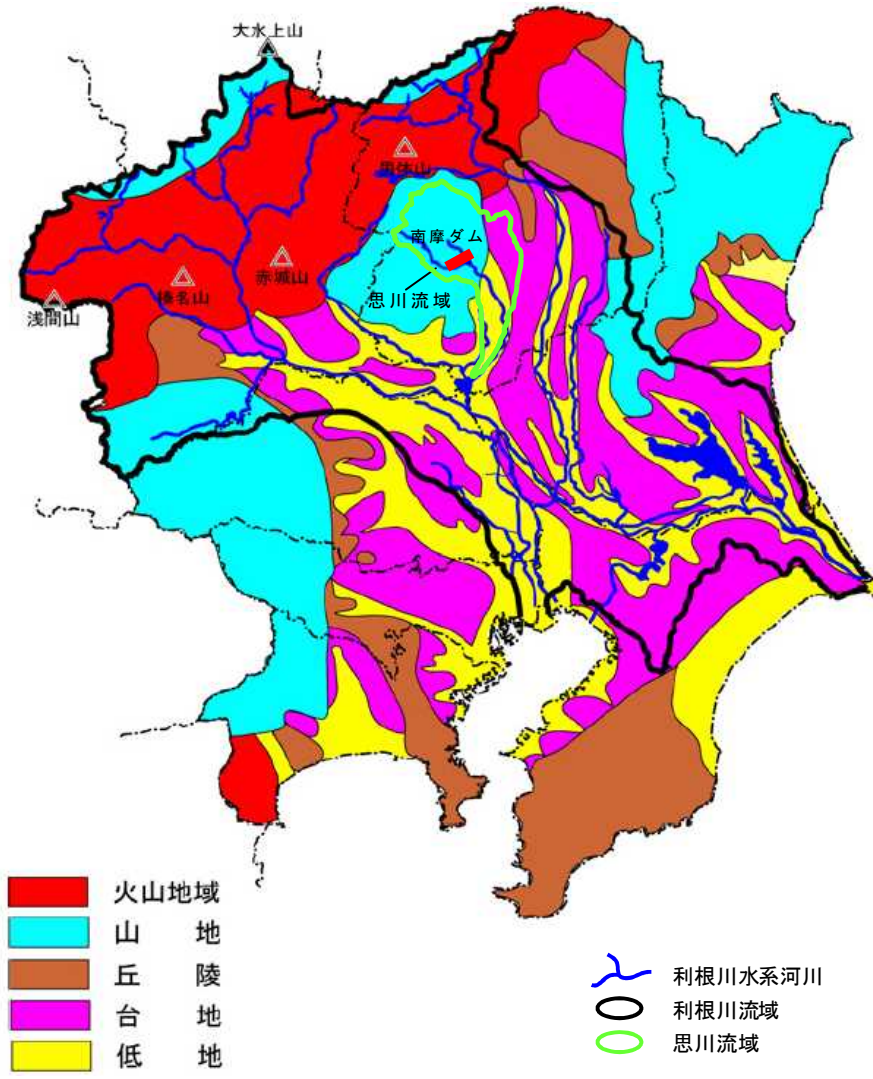 大水上山
男体山
南摩ダム
赤城山
榛名山
思川流域
浅間山
火山地域
山 地
丘 陵
台 地
低 地
利根川水系河川
利根川流域
思川流域